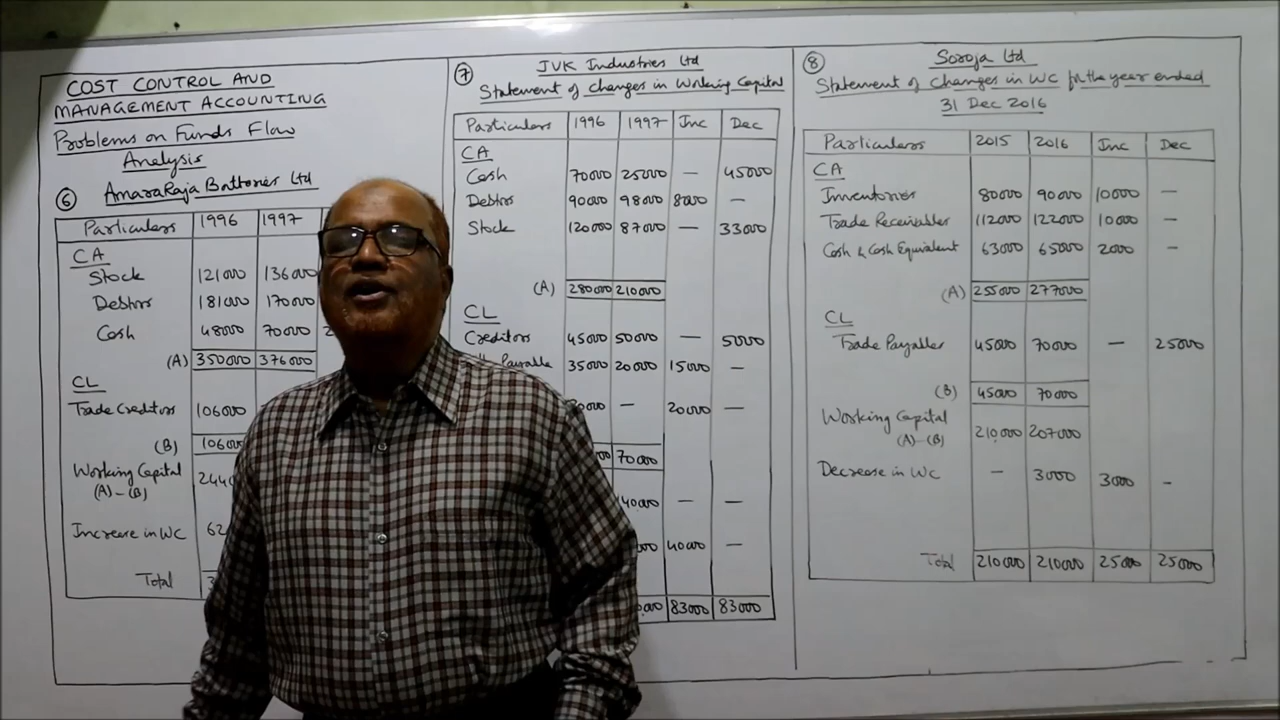 COST CONTROL AND
MANAGEMENT ACCOUNTING
Problems on Funds Flow
Analysis
6 AmaraRaja Batteries Ltd
Particulars 1996 1997
CA
Stock 121000 136000
Debtors 181000 170000
Cash 48000 70000
(A) 350000 376000
CL
Trade Creditors 106000
(B) 106000
Working Capital
(A) - (B)
Increase in WC
Total
7 JVK Industries Ltd
Statement of changes in Working Capital
Particulars 1996 1997 Inc Dec
CA
Cash 70000 25000 — 45000
Debtors 90000 98000 8000 —
Stock 120000 87000 — 33000
(A) 280000 210000
CL
Creditors 45000 50000 — 5000
Payable 35000 20000 15000 —
— 20000 —
70000
140000 — —
40000 —
83000 83000
8 Soroja Ltd
Statement of changes in WC for the year ended
31 Dec 2016
Particulars 2015 2016 Inc Dec
CA
Inventories 80000 90000 10000 —
Trade Receivables 112000 122000 10000 —
Cash & Cash Equivalent 63000 65000 2000 —
(A) 255000 277000
CL
Trade Payables 45000 70000 — 25000
(B) 45000 70000
Working Capital
(A) - (B) 210000 207000
Decrease in WC — 3000 3000 -
Total 210000 210000 25000 25000